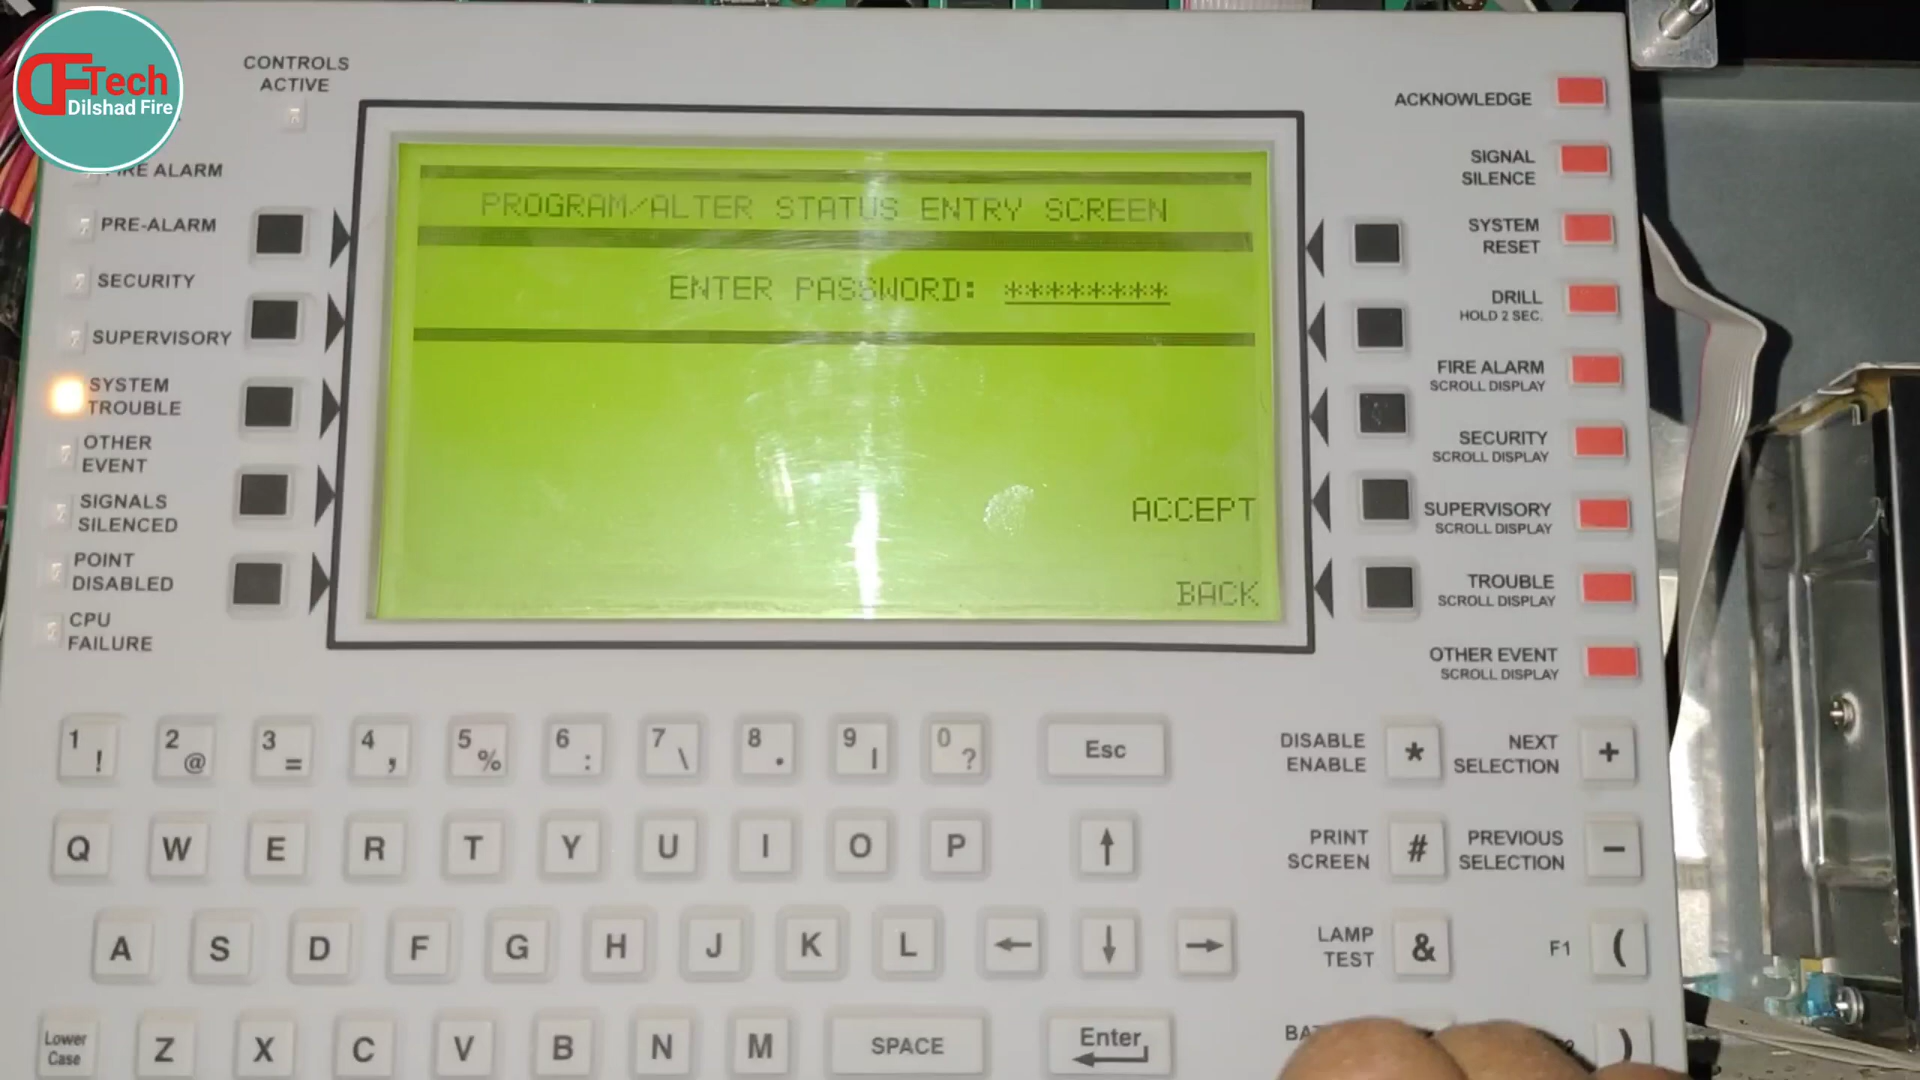 DFTech
Dilshad Fire
CONTROLS
ACTIVE
FIRE ALARM
PRE-ALARM
SECURITY
SUPERVISORY
SYSTEM
TROUBLE
OTHER
EVENT
SIGNALS
SILENCED
POINT
DISABLED
CPU
FAILURE
PROGRAM/ALTER STATUS ENTRY SCREEN
ENTER PASSWORD: ********
ACCEPT
BACK
ACKNOWLEDGE
SIGNAL
SILENCE
SYSTEM
RESET
DRILL
HOLD 2 SEC.
FIRE ALARM
SCROLL DISPLAY
SECURITY
SCROLL DISPLAY
SUPERVISORY
SCROLL DISPLAY
TROUBLE
SCROLL DISPLAY
OTHER EVENT
SCROLL DISPLAY
1 ! 2 @ 3 = 4 , 5 % 6 : 7 \ 8 . 9 | 0 ? Esc
DISABLE
ENABLE
*
NEXT
SELECTION
+
Q W E R T Y U I O P ↑
PRINT
SCREEN
#
PREVIOUS
SELECTION
-
A S D F G H J K L ← ↓ →
LAMP
TEST
&
F1 (
Lower
Case
Z X C V B N M SPACE Enter
)